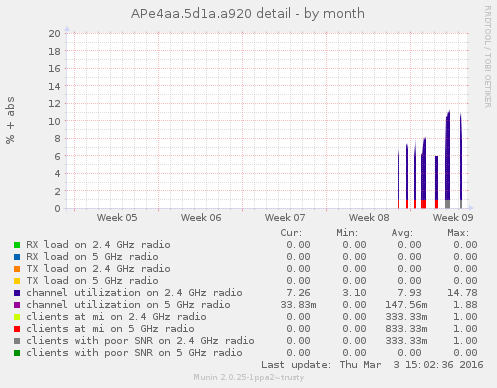 APe4aa.5d1a.a920 detail - by month
RRDTOOL / TOBI OETIKER
% + abs
20
18
16
14
12
10
8
6
4
2
0
Week 05 Week 06 Week 07 Week 08 Week 09
Cur: Min: Avg: Max:
RX load on 2.4 GHz radio 0.00 0.00 0.00 0.00
RX load on 5 GHz radio 0.00 0.00 0.00 0.00
TX load on 2.4 GHz radio 0.00 0.00 0.00 0.00
TX load on 5 GHz radio 0.00 0.00 0.00 0.00
channel utilization on 2.4 GHz radio 7.26 3.10 7.93 14.78
channel utilization on 5 GHz radio 33.83m 0.00 147.56m 1.88
clients at mi on 2.4 GHz radio 0.00 0.00 333.33m 1.00
clients at mi on 5 GHz radio 0.00 0.00 833.33m 1.00
clients with poor SNR on 2.4 GHz radio 0.00 0.00 333.33m 1.00
clients with poor SNR on 5 GHz radio 0.00 0.00 0.00 0.00
Last update: Thu Mar 3 15:02:36 2016
Munin 2.0.25-1ppa2~trusty